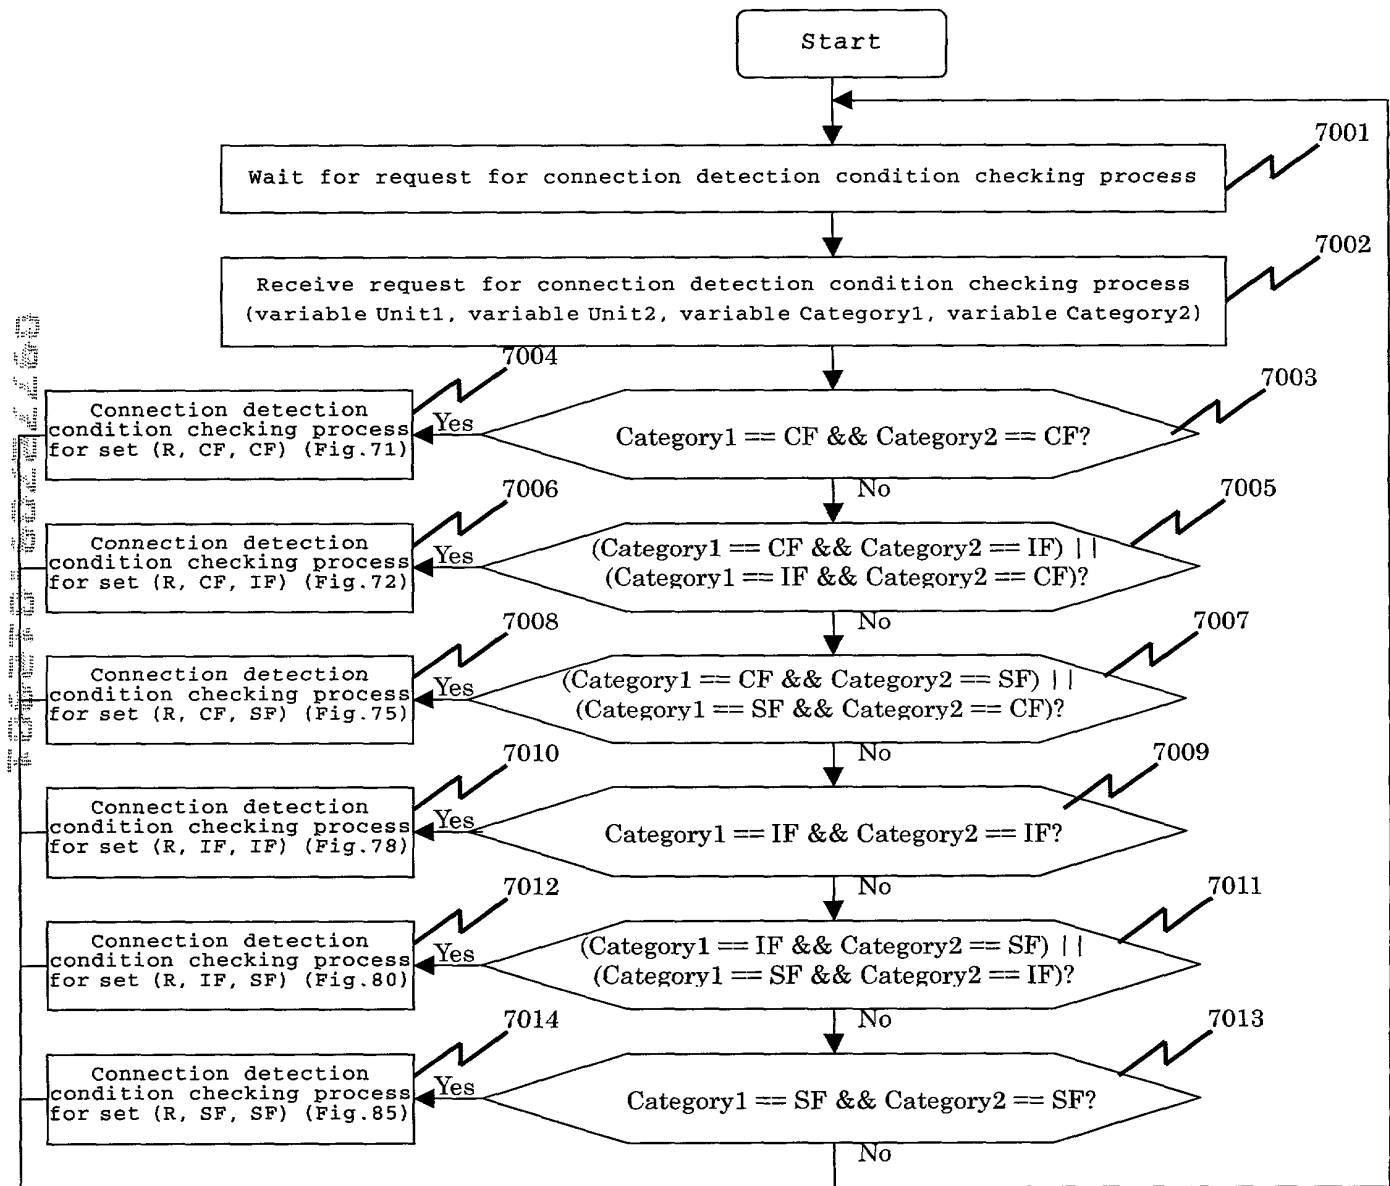 Start
7001
Wait for request for connection detection condition checking process
7002
Receive request for connection detection condition checking process
(variable Unit1, variable Unit2, variable Category1, variable Category2)
7004
7003
Connection detection
condition checking process
for set (R, CF, CF) (Fig.71)
Yes
Category1 == CF && Category2 == CF?
No
7006
7005
Connection detection
condition checking process
for set (R, CF, IF) (Fig.72)
Yes
(Category1 == CF && Category2 == IF) ||
(Category1 == IF && Category2 == CF)?
No
7008
7007
Connection detection
condition checking process
for set (R, CF, SF) (Fig.75)
Yes
(Category1 == CF && Category2 == SF) ||
(Category1 == SF && Category2 == CF)?
No
7010
7009
Connection detection
condition checking process
for set (R, IF, IF) (Fig.78)
Yes
Category1 == IF && Category2 == IF?
No
7012
7011
Connection detection
condition checking process
for set (R, IF, SF) (Fig.80)
Yes
(Category1 == IF && Category2 == SF) ||
(Category1 == SF && Category2 == IF)?
No
7014
7013
Connection detection
condition checking process
for set (R, SF, SF) (Fig.85)
Yes
Category1 == SF && Category2 == SF?
No